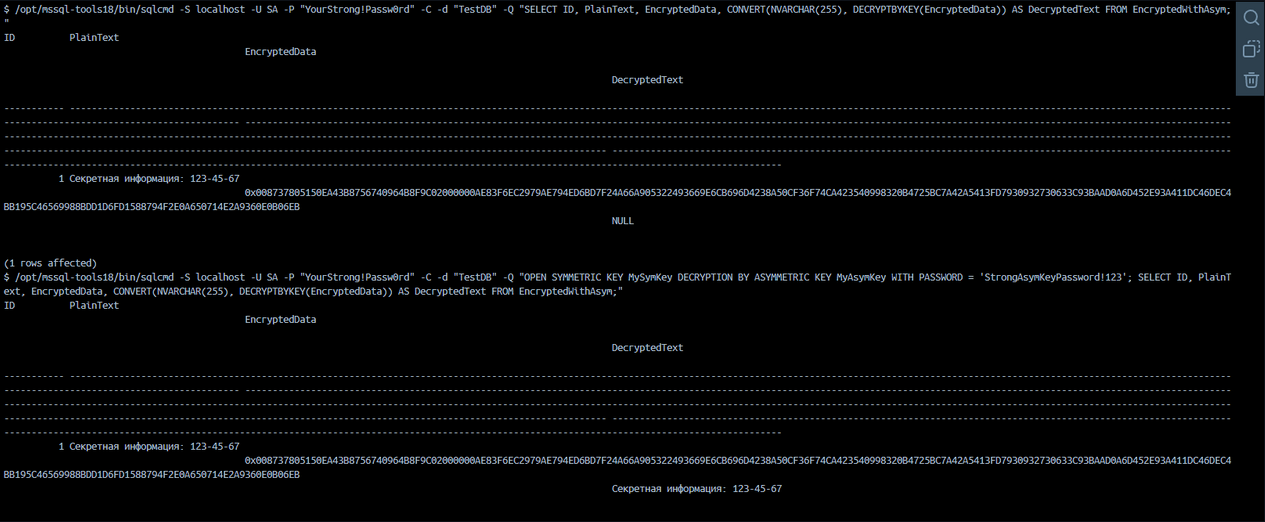 $ /opt/mssql-tools18/bin/sqlcmd -S localhost -U SA -P "YourStrong!Passw0rd" -C -d "TestDB" -Q "SELECT ID, PlainText, EncryptedData, CONVERT(NVARCHAR(255), DECRYPTBYKEY(EncryptedData)) AS DecryptedText FROM EncryptedWithAsym;
"
ID PlainText
EncryptedData
DecryptedText
1 Секретная информация: 123-45-67
0x008737805150EA43B8756740964B8F9C02000000AE83F6EC2979AE794ED6BD7F24A66A905322493669E6CB696D4238A50CF36F74CA423540998320B4725BC7A42A5413FD7930932730633C93BAAD0A6D452E93A411DC46DEC4
BB195C46569988BDD1D6FD1588794F2E0A650714E2A9360E0B06EB
NULL
(1 rows affected)
$ /opt/mssql-tools18/bin/sqlcmd -S localhost -U SA -P "YourStrong!Passw0rd" -C -d "TestDB" -Q "OPEN SYMMETRIC KEY MySymKey DECRYPTION BY ASYMMETRIC KEY MyAsymKey WITH PASSWORD = 'StrongAsymKeyPassword!123'; SELECT ID, PlainT
ext, EncryptedData, CONVERT(NVARCHAR(255), DECRYPTBYKEY(EncryptedData)) AS DecryptedText FROM EncryptedWithAsym;"
ID PlainText
EncryptedData
DecryptedText
1 Секретная информация: 123-45-67
0x008737805150EA43B8756740964B8F9C02000000AE83F6EC2979AE794ED6BD7F24A66A905322493669E6CB696D4238A50CF36F74CA423540998320B4725BC7A42A5413FD7930932730633C93BAAD0A6D452E93A411DC46DEC4
BB195C46569988BDD1D6FD1588794F2E0A650714E2A9360E0B06EB
Секретная информация: 123-45-67